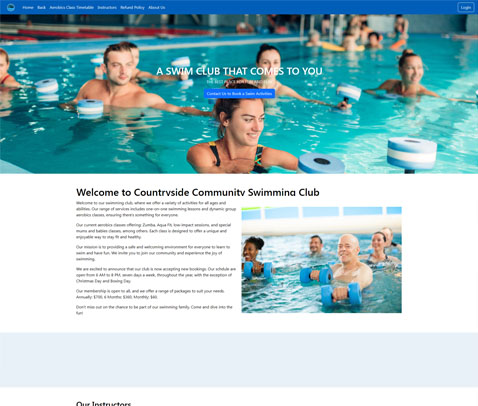 Home Back Aerobics Class Timetable Instructors Refund Policy About Us Login
A SWIM CLUB THAT COMES TO YOU
THE BEST PLACE FOR
Contact Us to Book a Swim Activities
Welcome to Countryside Community Swimming Club
Welcome to our swimming club, where we offer a variety of activities for all ages and
abilities. Our range of services includes one-on-one swimming lessons and dynamic group
aerobics classes, ensuring there's something for everyone.
Our current aerobics classes offering: Zumba, Aqua Fit, low-impact sessions, and special
mums and babies classes, among others. Each class is designed to offer a unique and
enjoyable way to stay fit and healthy.
Our mission is to providing a safe and welcoming environment for everyone to learn to
swim and have fun. We invite you to join our community and experience the joy of
swimming.
We are excited to announce that our club is now accepting new bookings. Our schdule are
open from 6 AM to 8 PM, seven days a week, throughout the year, with the exception of
Christmas Day and Boxing Day.
Our membership is open to all, and we offer a range of packages to suit your needs.
Annually: $700, 6 Months: $360, Monthly: $60.
Don't miss out on the chance to be part of our swimming family. Come and dive into the
fun!
Our Instructors